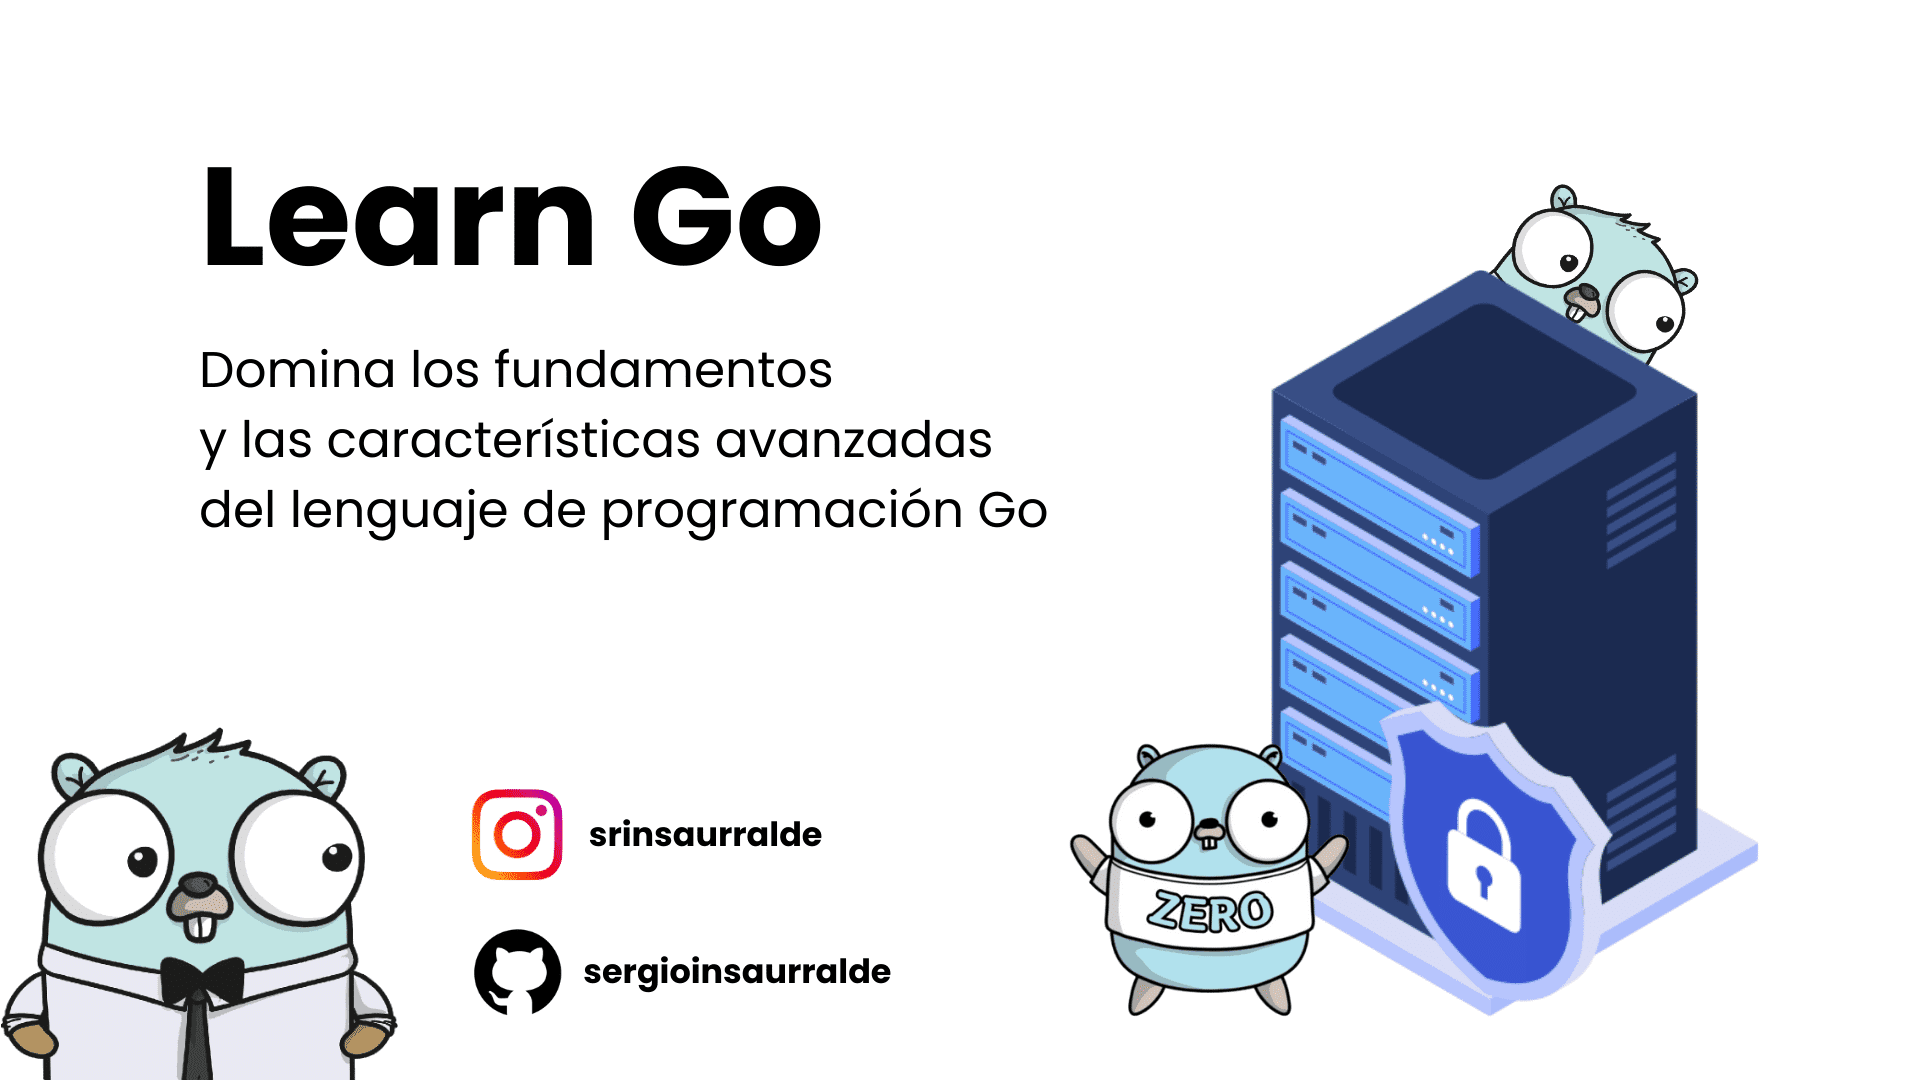 Learn Go
Domina los fundamentos
y las características avanzadas
del lenguaje de programación Go
srinsaurralde
sergioinsaurralde
ZERO